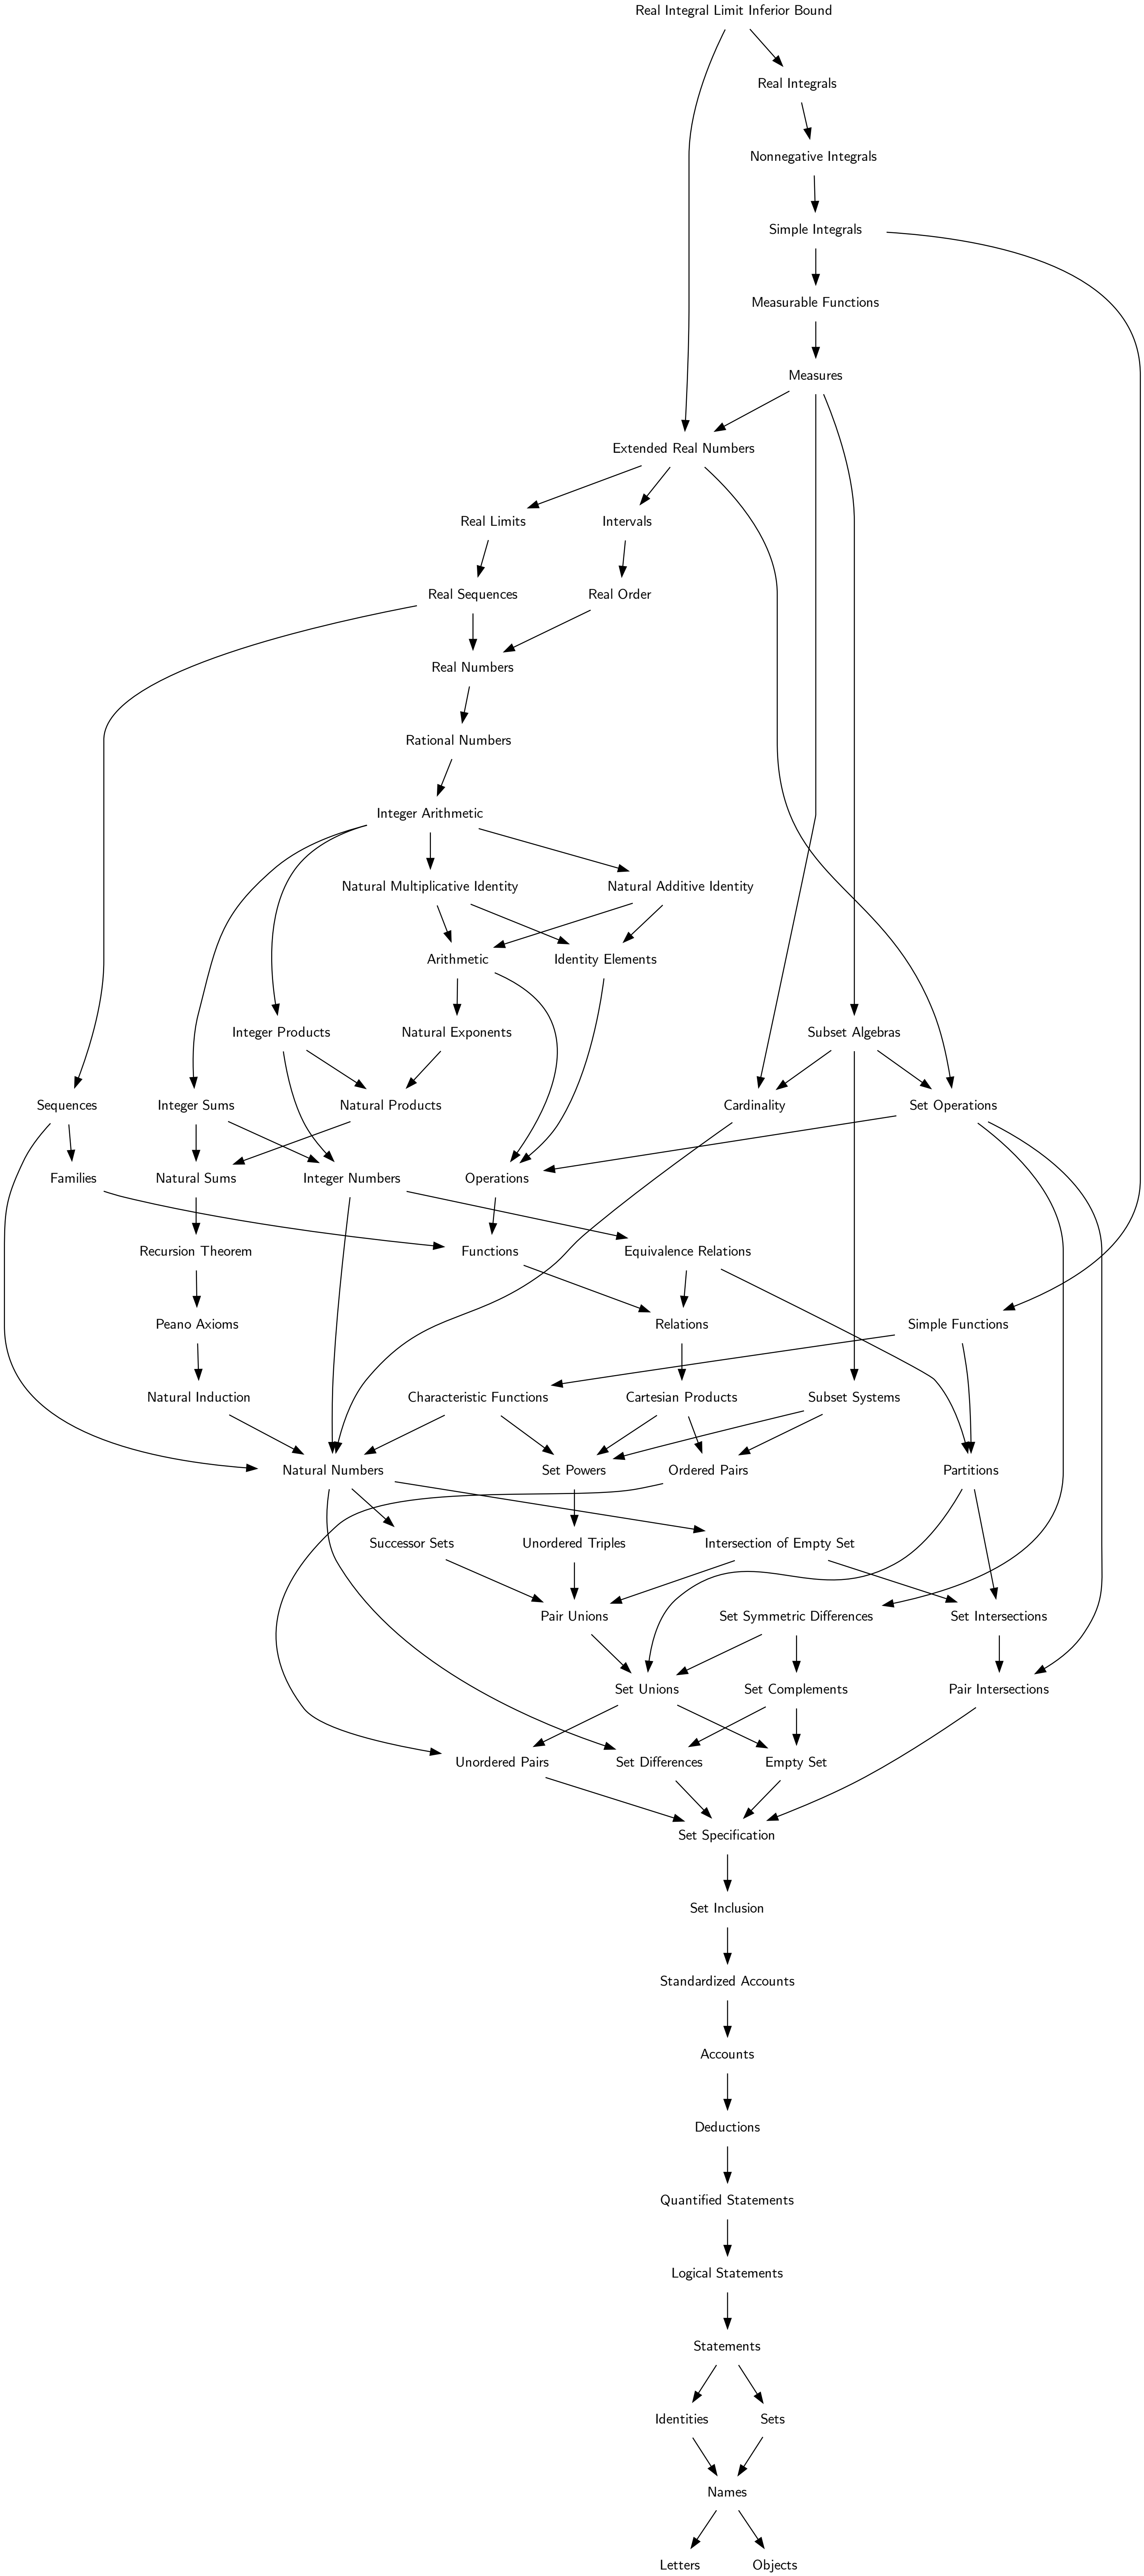 Real Integral Limit Inferior Bound
Real Integrals
Nonnegative Integrals
Simple Integrals
Measurable Functions
Measures
Extended Real Numbers
Real Limits
Intervals
Real Sequences
Real Order
Real Numbers
Rational Numbers
Integer Arithmetic
Natural Multiplicative Identity
Natural Additive Identity
Arithmetic
Identity Elements
Integer Products
Natural Exponents
Subset Algebras
Sequences
Integer Sums
Natural Products
Cardinality
Set Operations
Families
Natural Sums
Integer Numbers
Operations
Recursion Theorem
Functions
Equivalence Relations
Peano Axioms
Relations
Simple Functions
Natural Induction
Characteristic Functions
Cartesian Products
Subset Systems
Natural Numbers
Set Powers
Ordered Pairs
Partitions
Successor Sets
Unordered Triples
Intersection of Empty Set
Pair Unions
Set Symmetric Differences
Set Intersections
Set Unions
Set Complements
Pair Intersections
Unordered Pairs
Set Differences
Empty Set
Set Specification
Set Inclusion
Standardized Accounts
Accounts
Deductions
Quantified Statements
Logical Statements
Statements
Identities
Sets
Names
Letters
Objects